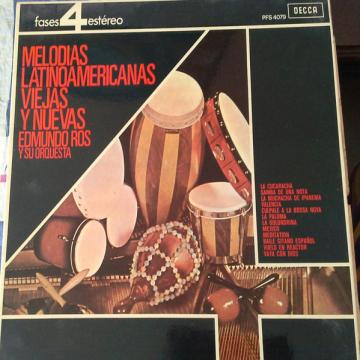 fases 4 estéreo
PFS 4079
DECCA
MELODIAS
LATINOAMERICANAS
VIEJAS
Y NUEVAS
EDMUNDO ROS
Y SU ORQUESTA
LA CUCARACHA
SAMBA DE UNA NOTA
LA MUCHACHA DE IPANEMA
VALENCIA
CULPALE A LA BOSSA NOVA
LA PALOMA
LA GOLONDRINA
MEXICO
MEDITATION
BAILE GITANO ESPAÑOL
VUELO EN REACTOR
VAYA CON DIOS